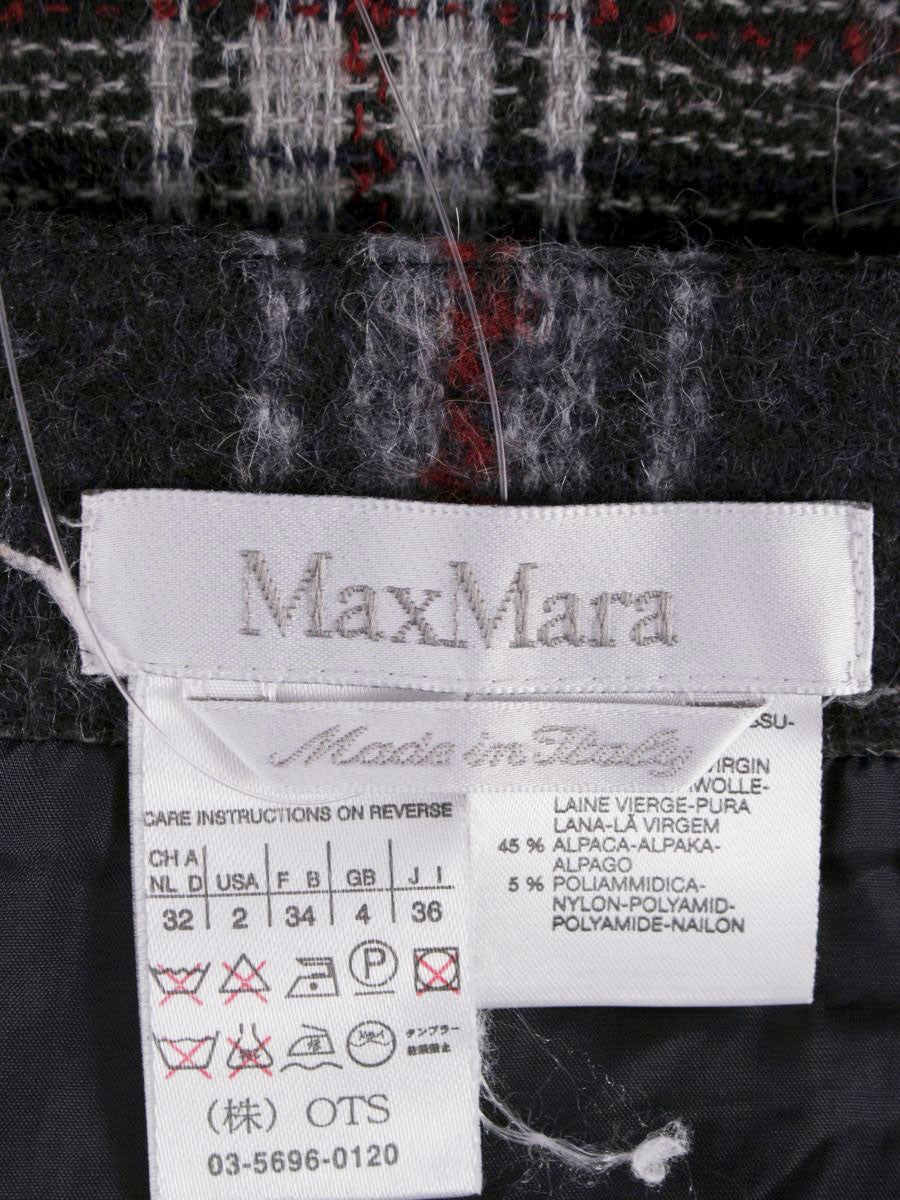 MaxMara
Made in Italy
CARE INSTRUCTIONS ON REVERSE
CH A
NL D USA F B GB J I
32 2 34 4 36
P
タンブラー
乾燥禁止
(株) OTS
03-5696-0120
SSU-
VIRGIN
WOLLE-
LAINE VIERGE-PURA
LANA-LÃ VIRGEM
45 % ALPACA-ALPAKA-
ALPAGO
5 % POLIAMMIDICA-
NYLON-POLYAMID-
POLYAMIDE-NAILON